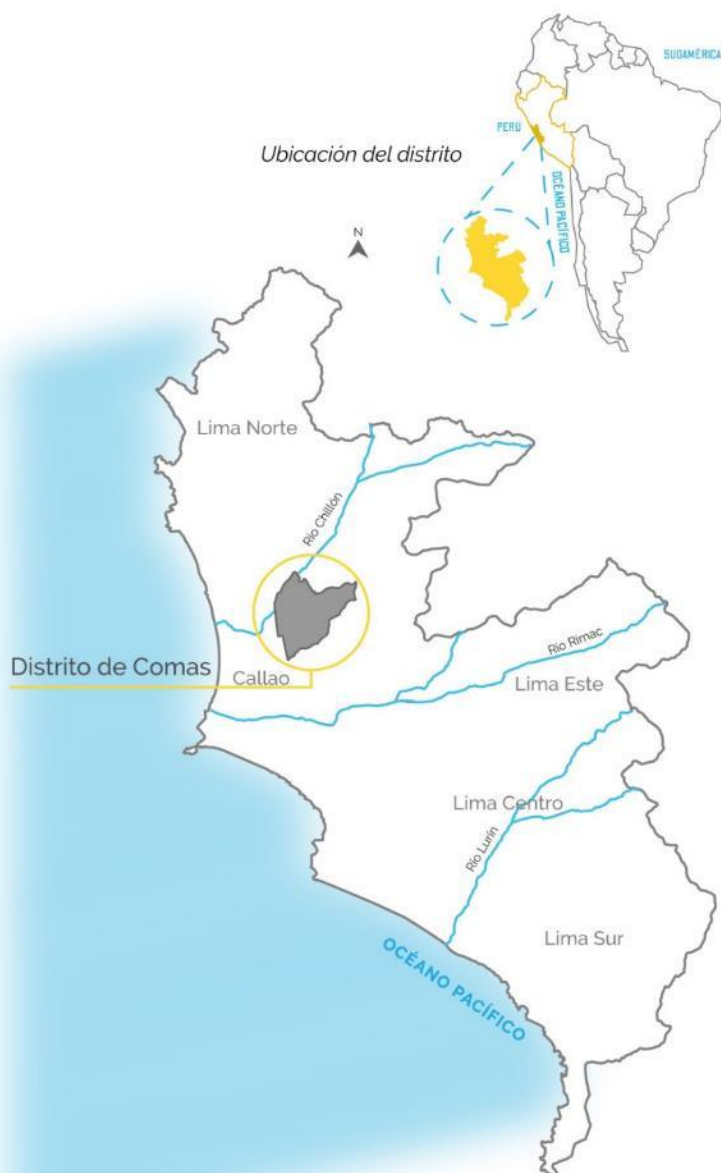 SUDAMÉRICA
PERÚ
Ubicación del distrito
OCÉANO PACÍFICO
N
Lima Norte
Río Chillón
Distrito de Comas
Callao
Río Rimac
Lima Este
Lima Centro
Río Lurín
Lima Sur
OCÉANO PACÍFICO